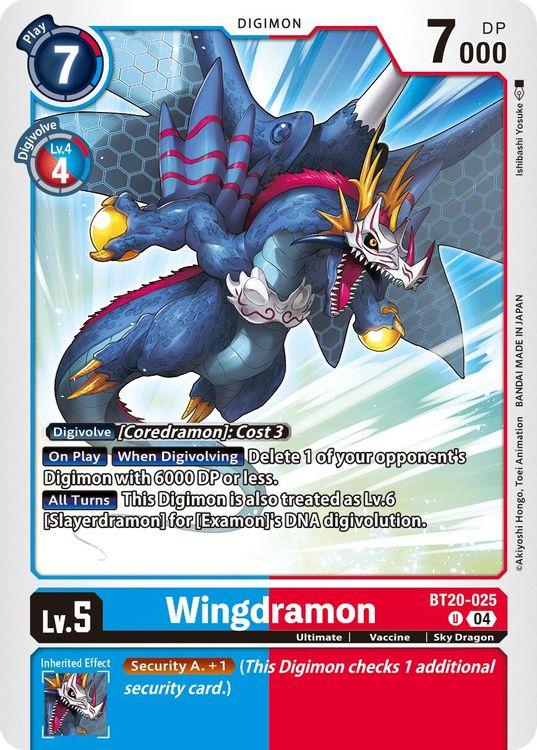 DIGIMON
Play
7
7000
DP
Digivolve
Lv.4
4
Ishibashi Yosuke
©Akiyoshi Hongo, Toei Animation BANDAI MADE IN JAPAN
Digivolve [Coredramon]: Cost 3
On Play When Digivolving Delete 1 of your opponent's
Digimon with 6000 DP or less.
All Turns This Digimon is also treated as Lv.6
[Slayerdramon] for [Examon]'s DNA digivolution.
Lv.5
Wingdramon
BT20-025
U 04
Ultimate | Vaccine | Sky Dragon
Inherited Effect
Security A. +1 (This Digimon checks 1 additional
security card.)